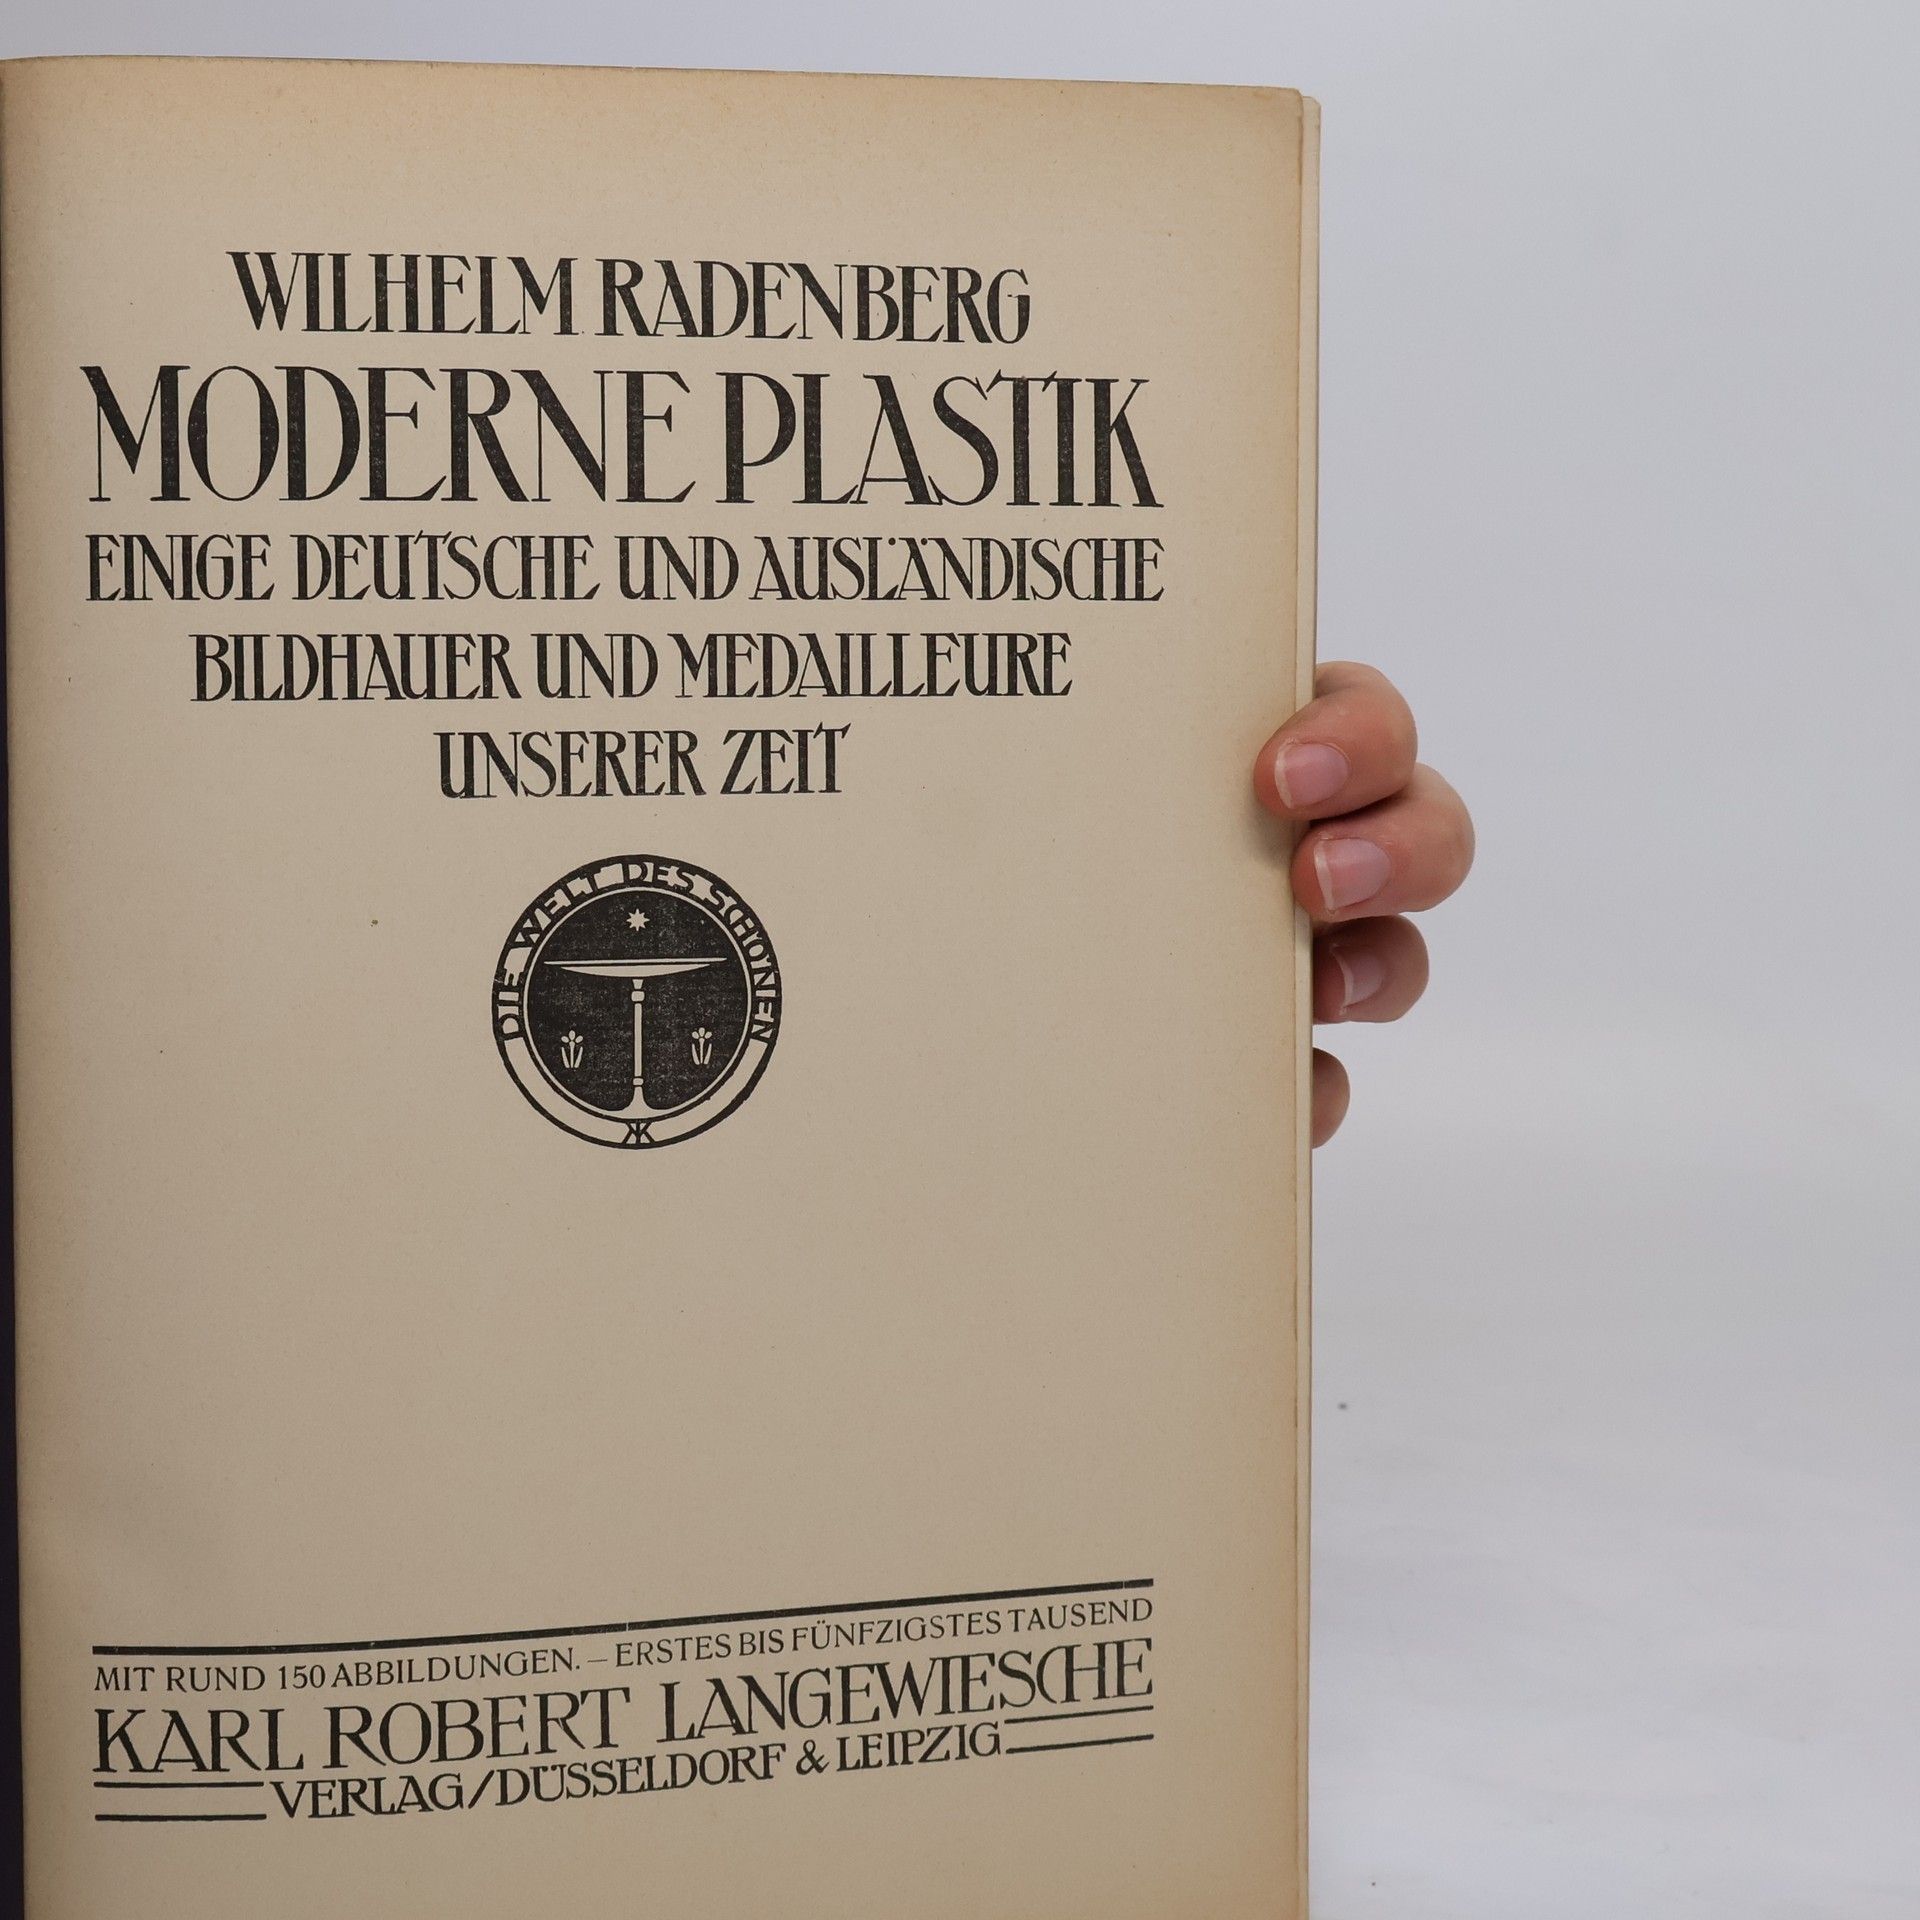 WILHELM RADENBERG
MODERNE PLASTIK
EINIGE DEUTSCHE UND AUSLÄNDISCHE
BILDHAUER UND MEDAILLEURE
UNSERER ZEIT
DIE WELT DES SCHÖNEN
MIT RUND 150 ABBILDUNGEN. – ERSTES BIS FÜNFZIGSTES TAUSEND
KARL ROBERT LANGEWIESCHE
VERLAG/DÜSSELDORF & LEIPZIG